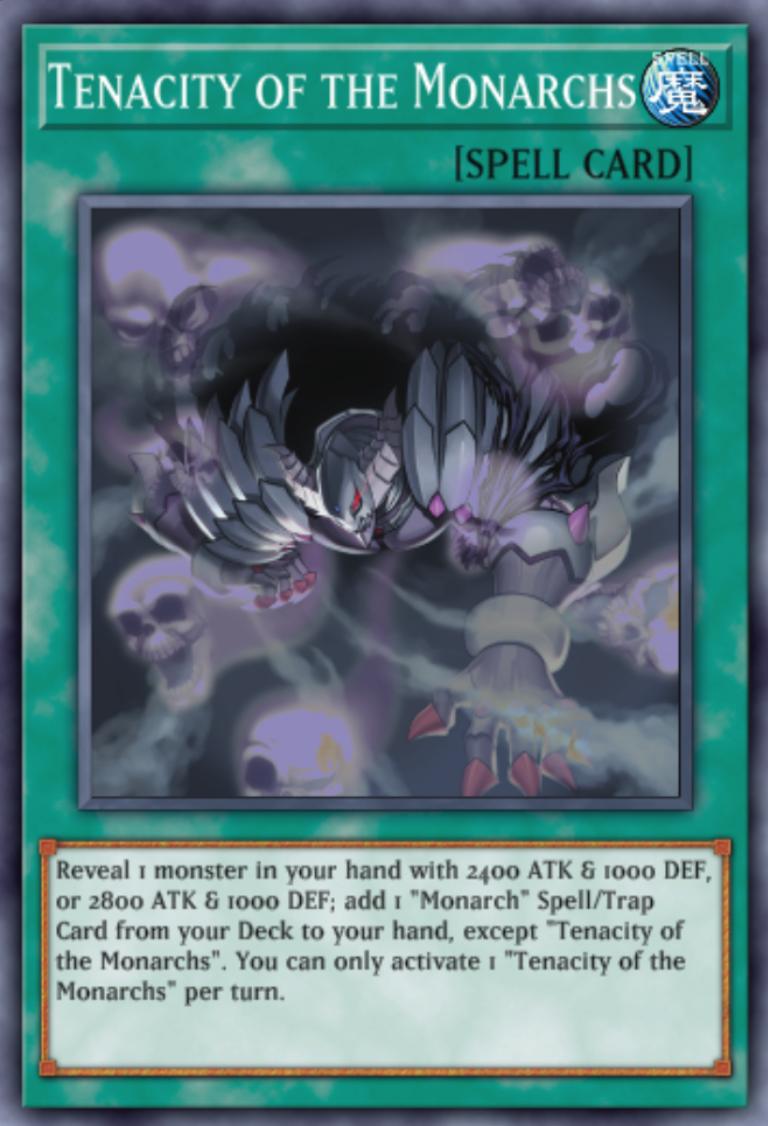 Tenacity of the Monarchs
SPELL
魔
[SPELL CARD]
Reveal 1 monster in your hand with 2400 ATK & 1000 DEF,
or 2800 ATK & 1000 DEF; add 1 "Monarch" Spell/Trap
Card from your Deck to your hand, except "Tenacity of
the Monarchs". You can only activate 1 "Tenacity of the
Monarchs" per turn.